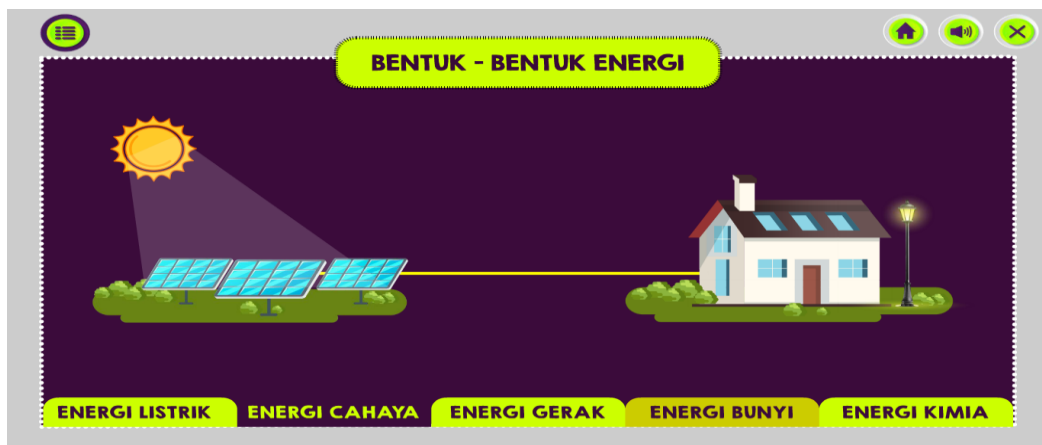 BENTUK - BENTUK ENERGI
ENERGI LISTRIK
ENERGI CAHAYA
ENERGI GERAK
ENERGI BUNYI
ENERGI KIMIA